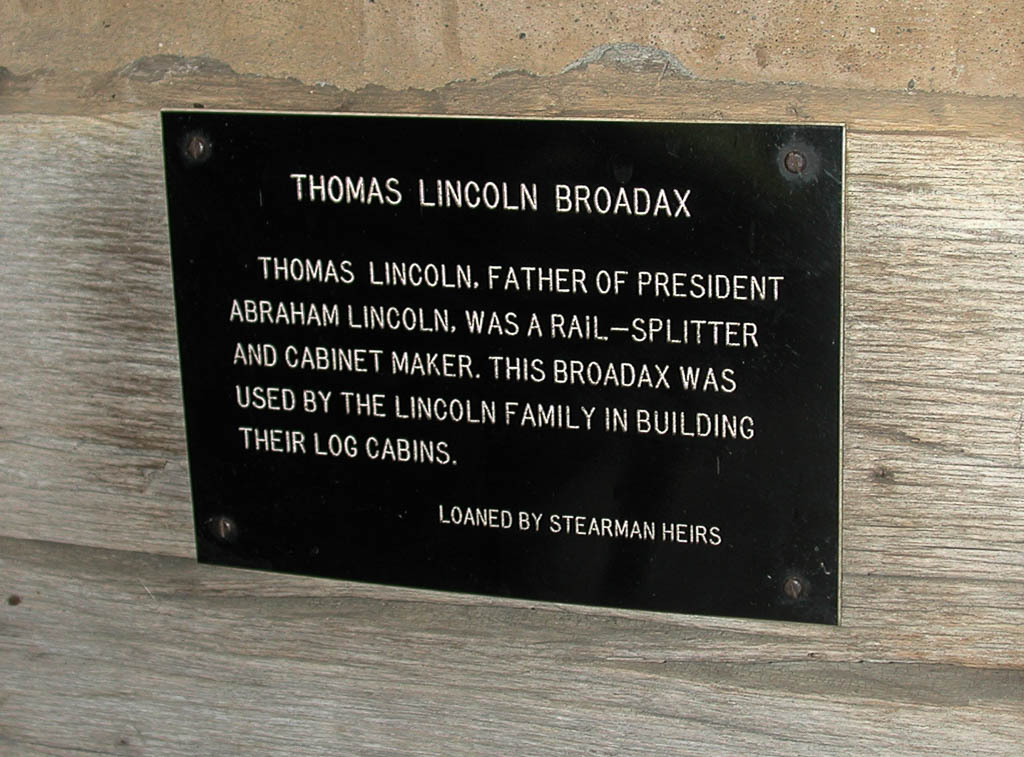 THOMAS LINCOLN BROADAX
THOMAS LINCOLN, FATHER OF PRESIDENT
ABRAHAM LINCOLN, WAS A RAIL-SPLITTER
AND CABINET MAKER. THIS BROADAX WAS
USED BY THE LINCOLN FAMILY IN BUILDING
THEIR LOG CABINS.
LOANED BY STEARMAN HEIRS